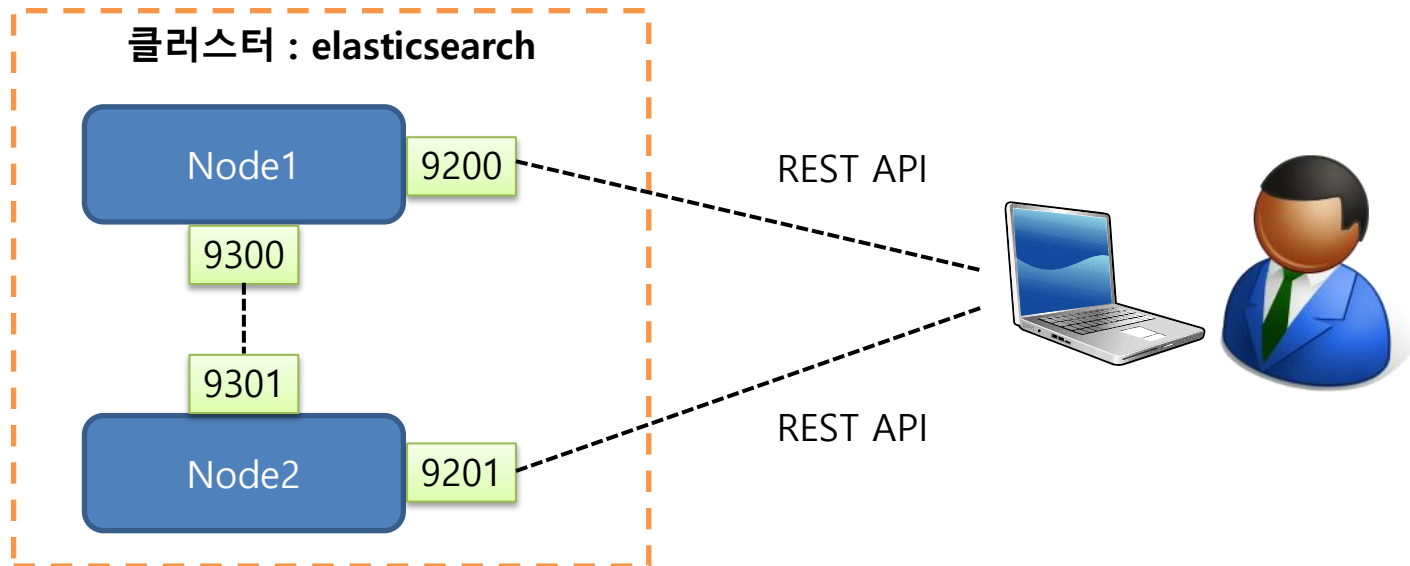 클러스터 : elasticsearch
Node1
9200
REST API
9300
9301
REST API
Node2
9201